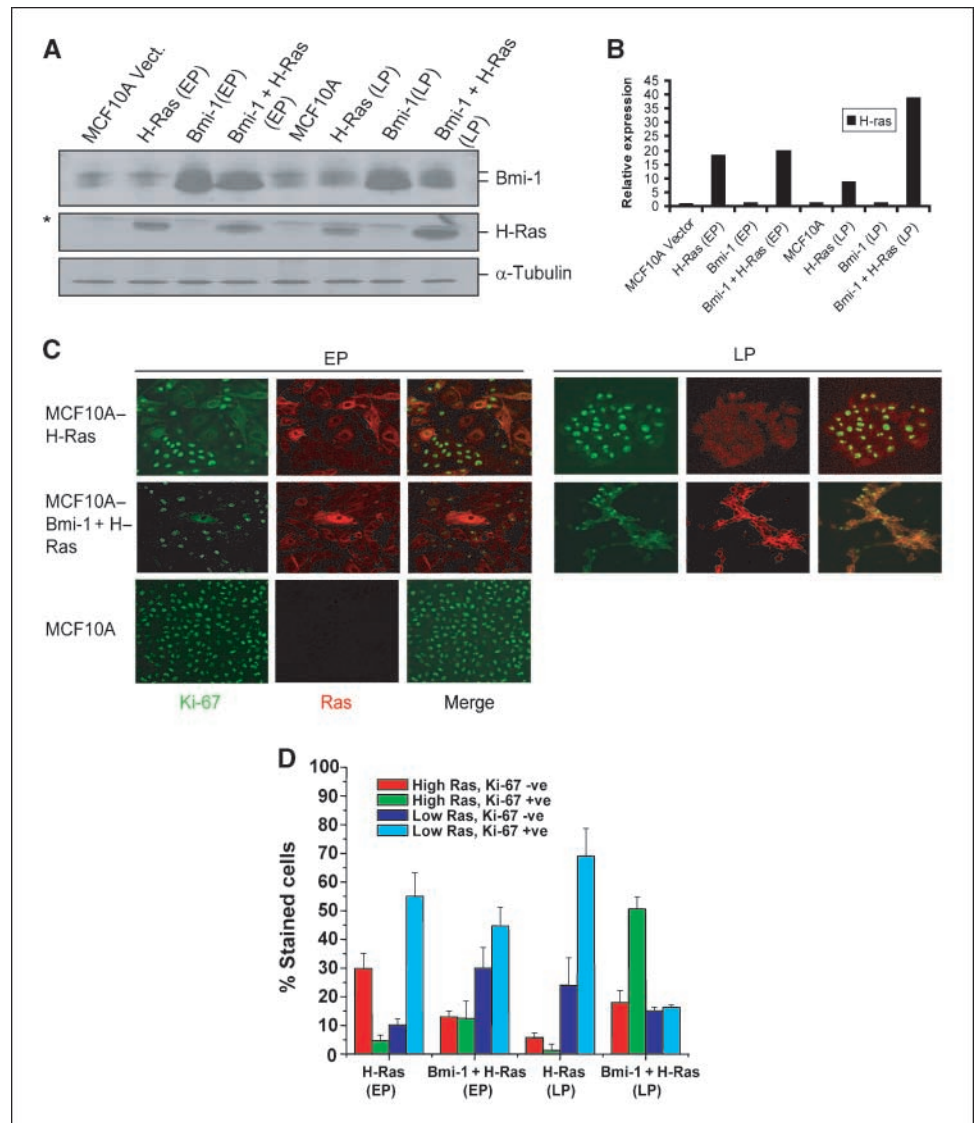 A
MCF10A Vect.
H-Ras (EP)
Bmi-1(EP)
Bmi-1 + H-Ras
(EP)
MCF10A
H-Ras (LP)
Bmi-1(LP)
Bmi-1 + H-Ras
(LP)
Bmi-1
*
H-Ras
α-Tubulin
B
Relative expression
45
40
35
30
25
20
15
10
5
0
H-ras
MCF10A Vector
H-Ras (EP)
Bmi-1 (EP)
Bmi-1 + H-Ras (EP)
MCF10A
H-Ras (LP)
Bmi-1 (LP)
Bmi-1 + H-Ras (LP)
C
EP
LP
MCF10A–
H-Ras
MCF10A–
Bmi-1 + H–
Ras
MCF10A
Ki-67
Ras
Merge
D
% Stained cells
100
90
80
70
60
50
40
30
20
10
0
High Ras, Ki-67 -ve
High Ras, Ki-67 +ve
Low Ras, Ki-67 -ve
Low Ras, Ki-67 +ve
H-Ras
(EP)
Bmi-1 + H-Ras
(EP)
H-Ras
(LP)
Bmi-1 + H-Ras
(LP)